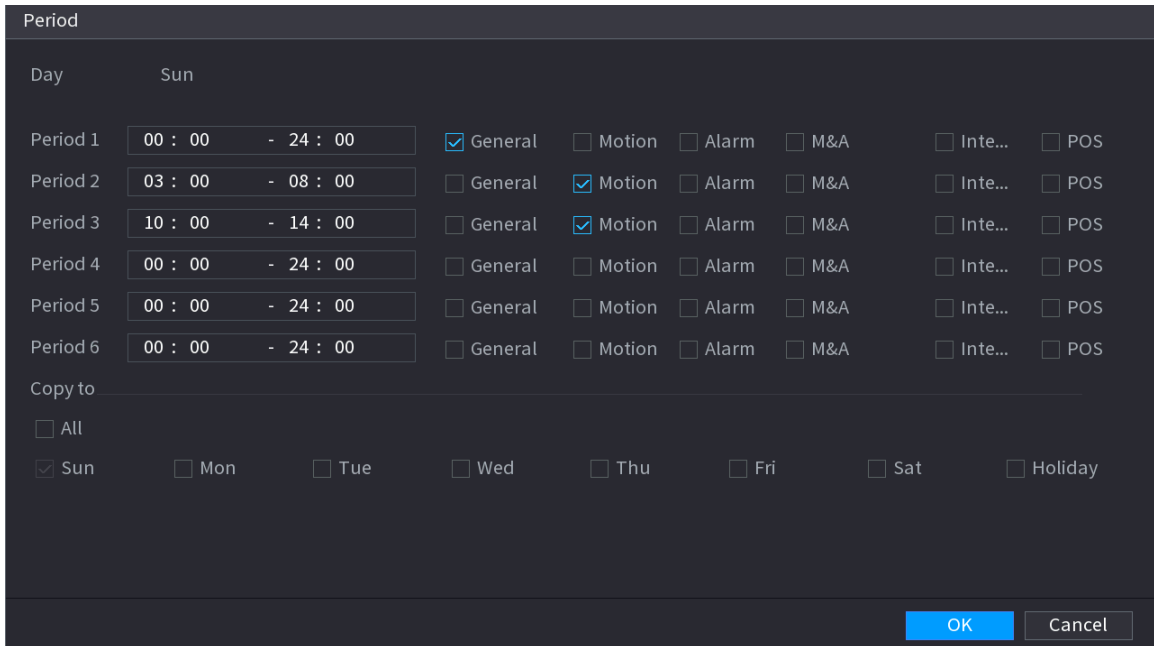 Period
Day Sun
Period 1 00 : 00 - 24 : 00 General Motion Alarm M&A Inte... POS
Period 2 03 : 00 - 08 : 00 General Motion Alarm M&A Inte... POS
Period 3 10 : 00 - 14 : 00 General Motion Alarm M&A Inte... POS
Period 4 00 : 00 - 24 : 00 General Motion Alarm M&A Inte... POS
Period 5 00 : 00 - 24 : 00 General Motion Alarm M&A Inte... POS
Period 6 00 : 00 - 24 : 00 General Motion Alarm M&A Inte... POS
Copy to
All
Sun Mon Tue Wed Thu Fri Sat Holiday
OK Cancel